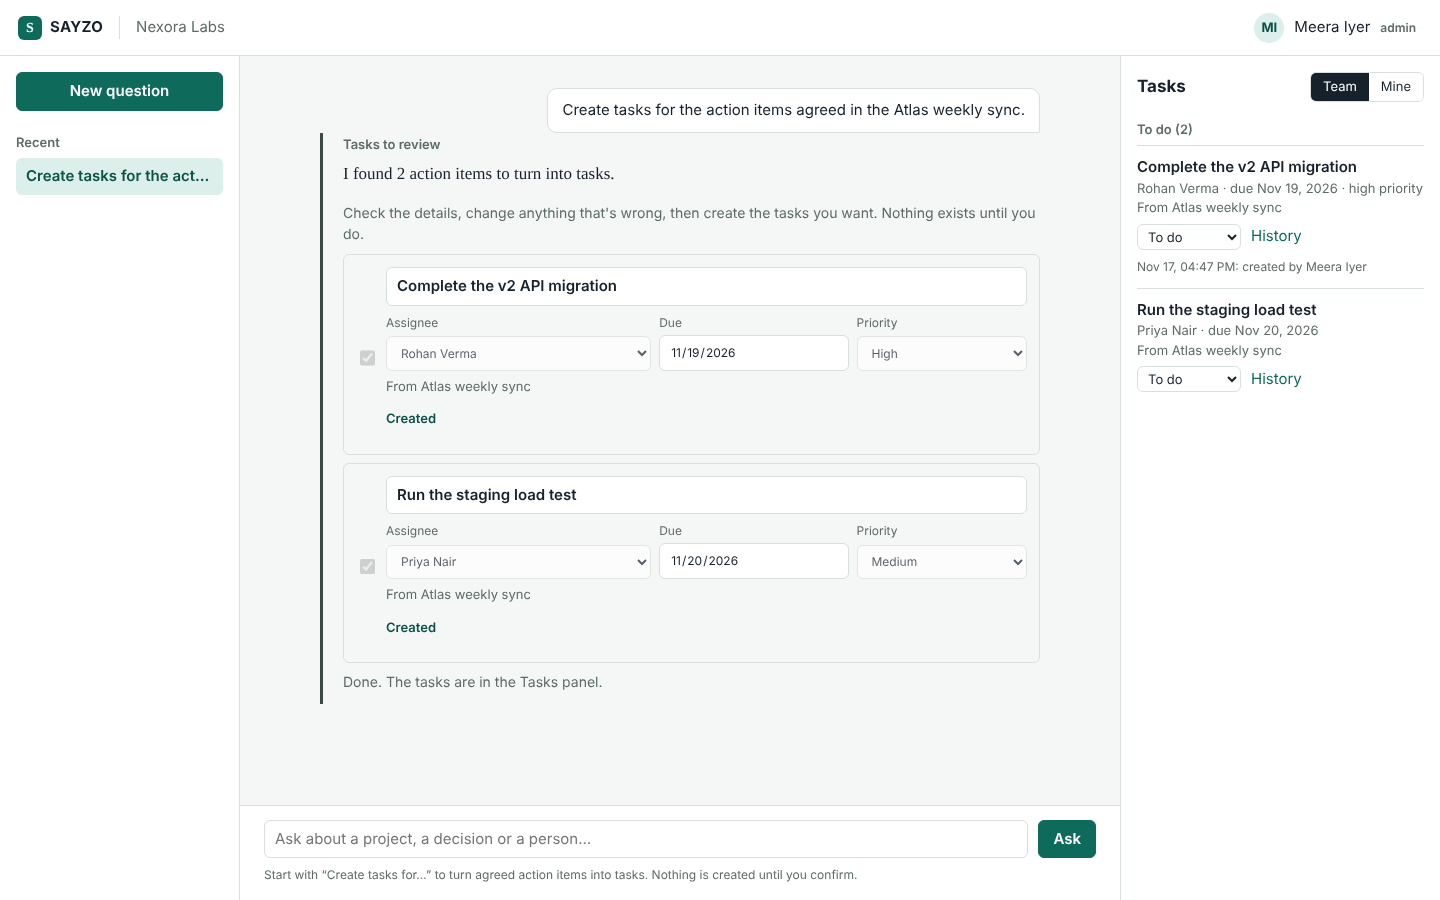 S SAYZO Nexora Labs
MI Meera Iyer admin
New question
Recent
Create tasks for the act...
Create tasks for the action items agreed in the Atlas weekly sync.
Tasks to review
I found 2 action items to turn into tasks.
Check the details, change anything that's wrong, then create the tasks you want. Nothing exists until you
do.
Complete the v2 API migration
Assignee Due Priority
Rohan Verma 11/19/2026 High
From Atlas weekly sync
Created
Run the staging load test
Assignee Due Priority
Priya Nair 11/20/2026 Medium
From Atlas weekly sync
Created
Done. The tasks are in the Tasks panel.
Ask about a project, a decision or a person...
Ask
Start with “Create tasks for...” to turn agreed action items into tasks. Nothing is created until you confirm.
Tasks Team Mine
To do (2)
Complete the v2 API migration
Rohan Verma · due Nov 19, 2026 · high priority
From Atlas weekly sync
To do History
Nov 17, 04:47 PM: created by Meera Iyer
Run the staging load test
Priya Nair · due Nov 20, 2026
From Atlas weekly sync
To do History